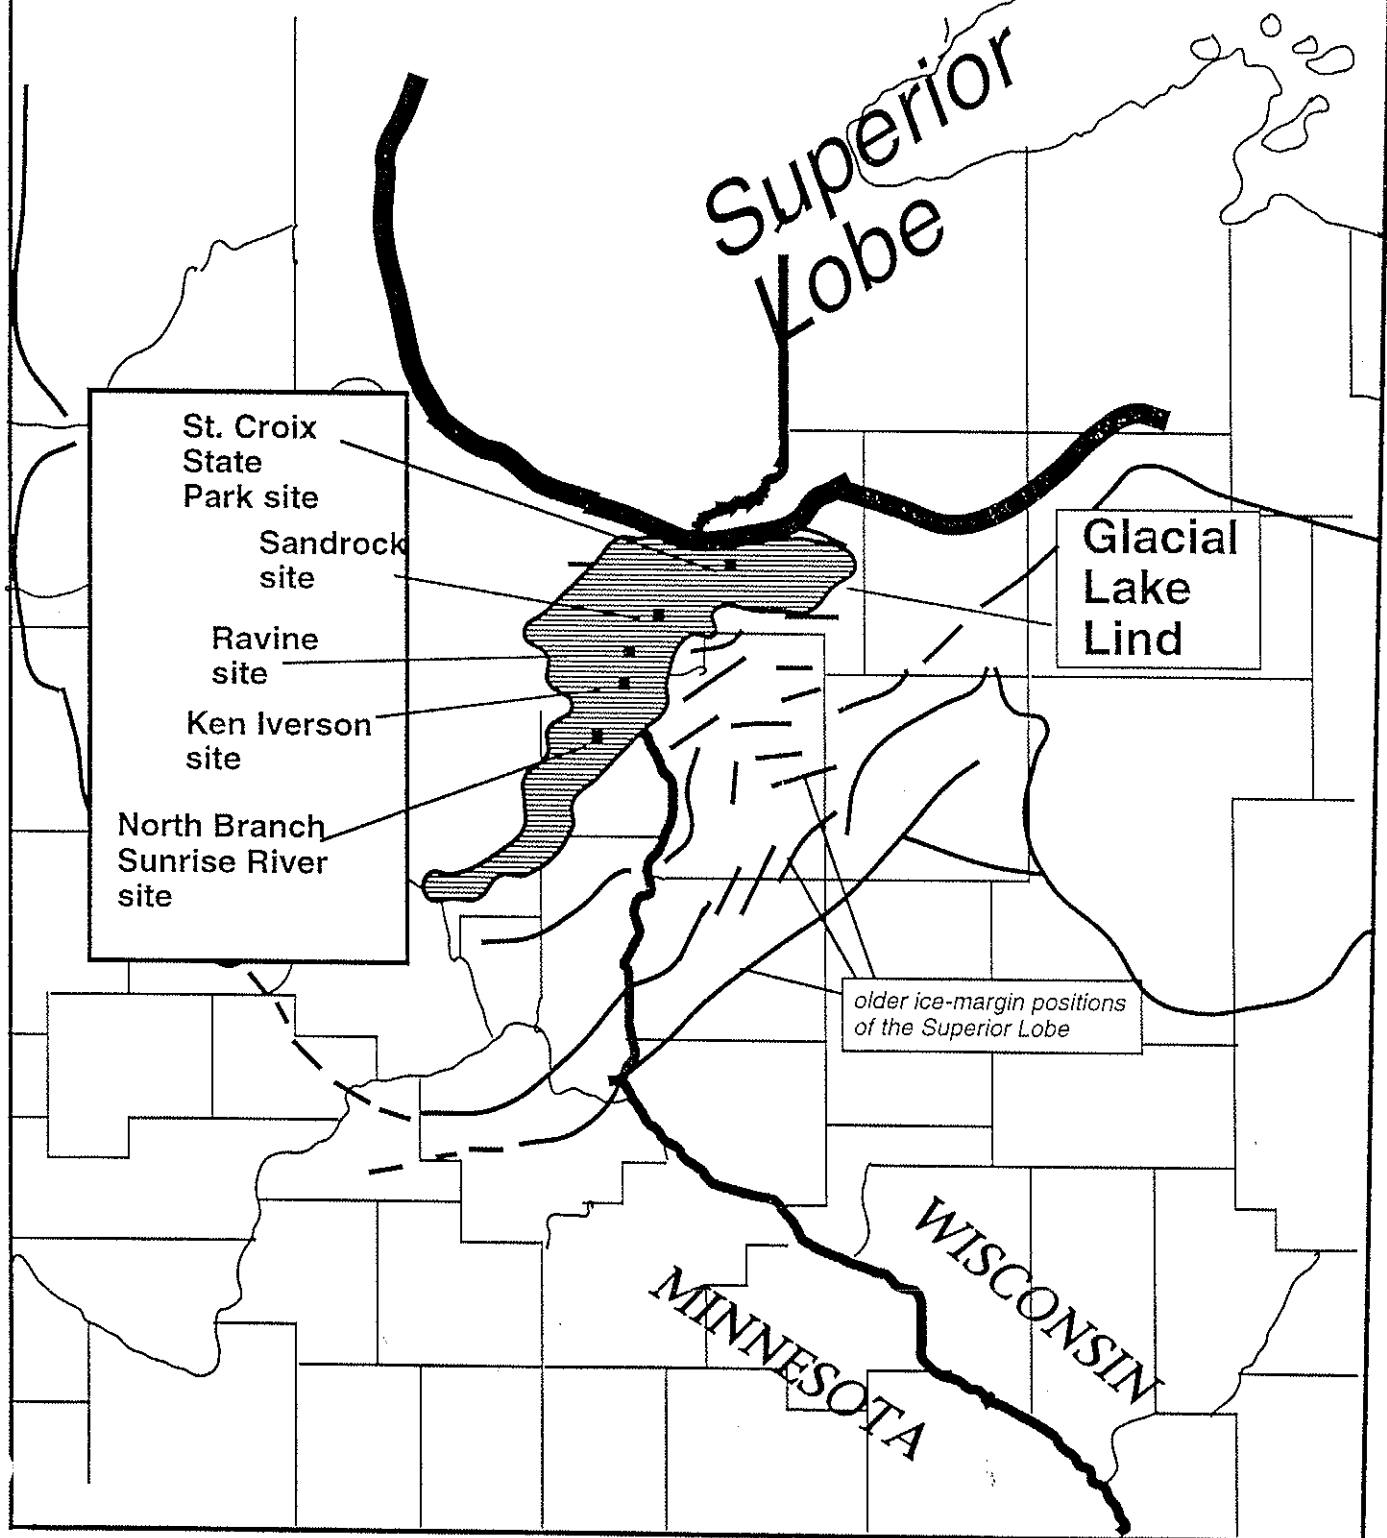 Superior
Lobe
St. Croix
State
Park site
Sandrock
site
Ravine
site
Ken Iverson
site
North Branch
Sunrise River
site
Glacial
Lake
Lind
older ice-margin positions
of the Superior Lobe
WISCONSIN
MINNESOTA